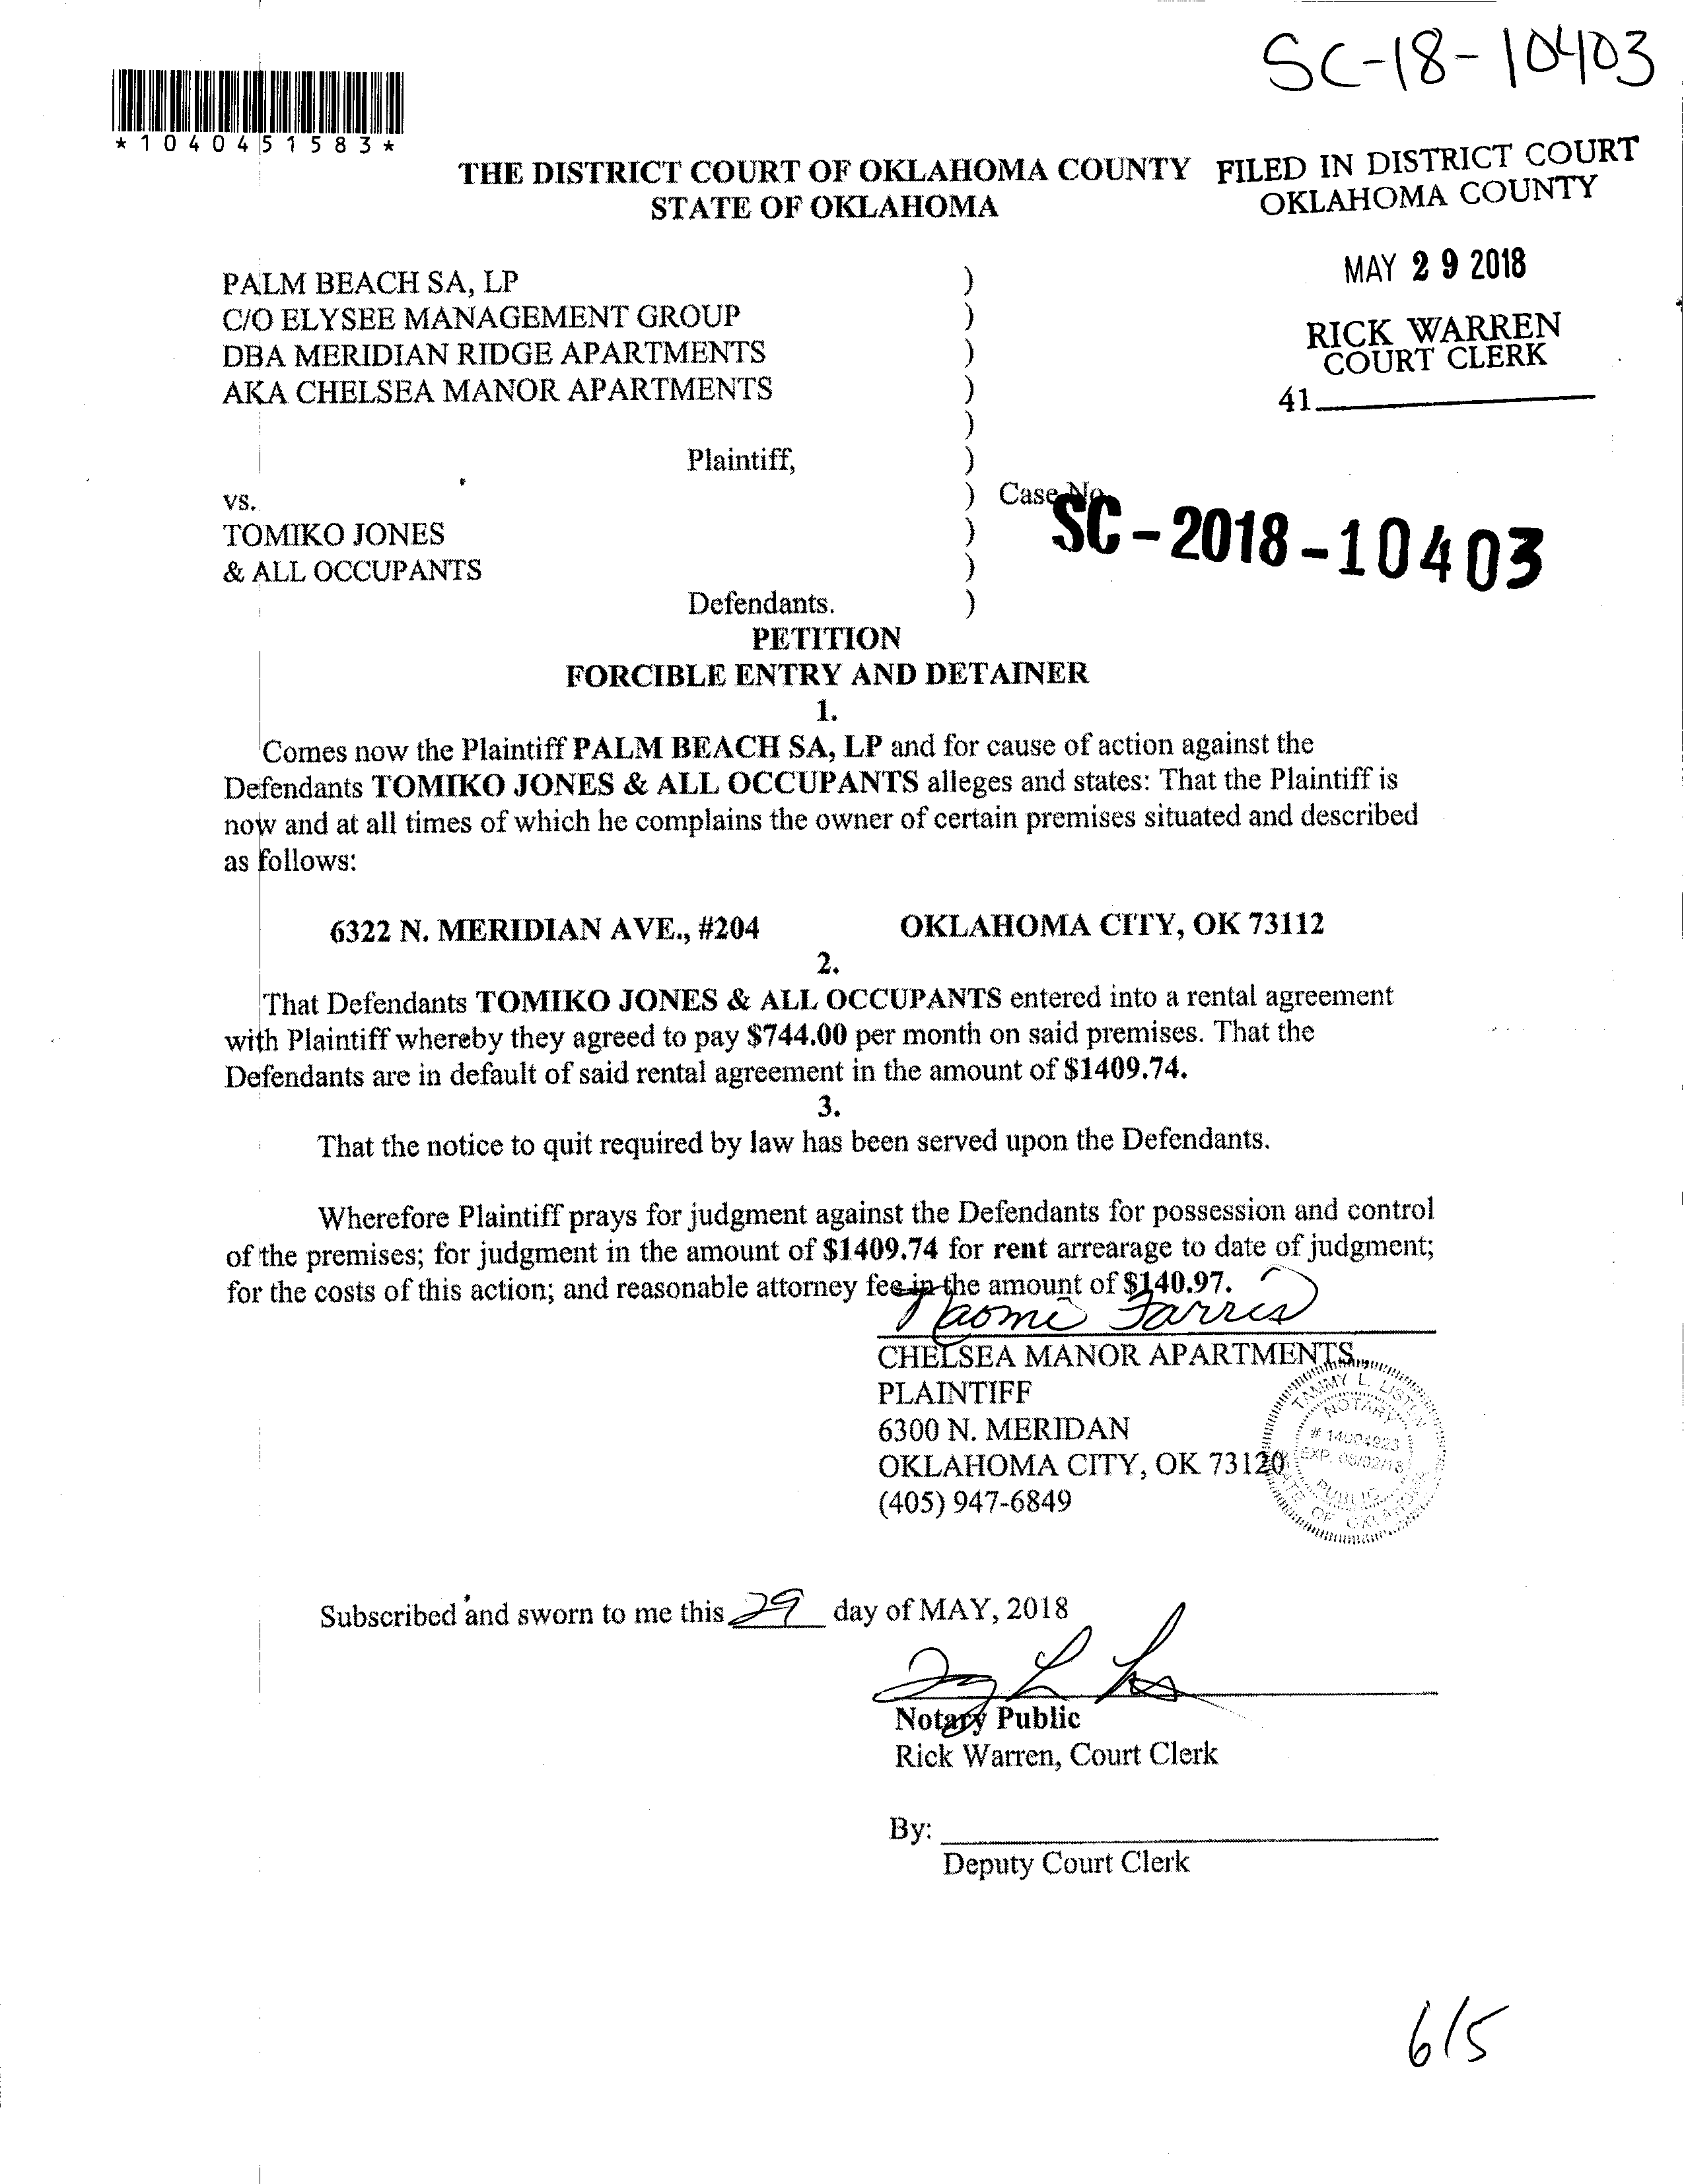 SC-18-10403
*1040451583*
THE DISTRICT COURT OF OKLAHOMA COUNTY
STATE OF OKLAHOMA
FILED IN DISTRICT COURT
OKLAHOMA COUNTY
MAY 29 2018
RICK WARREN
COURT CLERK
41
PALM BEACH SA, LP )
C/O ELYSEE MANAGEMENT GROUP )
DBA MERIDIAN RIDGE APARTMENTS )
AKA CHELSEA MANOR APARTMENTS )
)
Plaintiff, )
vs. ) Case No.
SC-2018-10403
TOMIKO JONES )
& ALL OCCUPANTS )
Defendants. )
PETITION
FORCIBLE ENTRY AND DETAINER
1.
Comes now the Plaintiff PALM BEACH SA, LP and for cause of action against the
Defendants TOMIKO JONES & ALL OCCUPANTS alleges and states: That the Plaintiff is
now and at all times of which he complains the owner of certain premises situated and described
as follows:
6322 N. MERIDIAN AVE., #204 OKLAHOMA CITY, OK 73112
2.
That Defendants TOMIKO JONES & ALL OCCUPANTS entered into a rental agreement
with Plaintiff whereby they agreed to pay $744.00 per month on said premises. That the
Defendants are in default of said rental agreement in the amount of $1409.74.
3.
That the notice to quit required by law has been served upon the Defendants.
Wherefore Plaintiff prays for judgment against the Defendants for possession and control
of the premises; for judgment in the amount of $1409.74 for rent arrearage to date of judgment;
for the costs of this action; and reasonable attorney fee in the amount of $140.97.
Naomi Farris
CHELSEA MANOR APARTMENTS
PLAINTIFF
6300 N. MERIDAN
OKLAHOMA CITY, OK 73120
(405) 947-6849
TAMMY L.
NOTARY
# 14004923
PUBLIC
STATE OF OKLAHOMA
Subscribed and sworn to me this 29 day of MAY, 2018
Notary Public
Rick Warren, Court Clerk
By:
Deputy Court Clerk
6/5